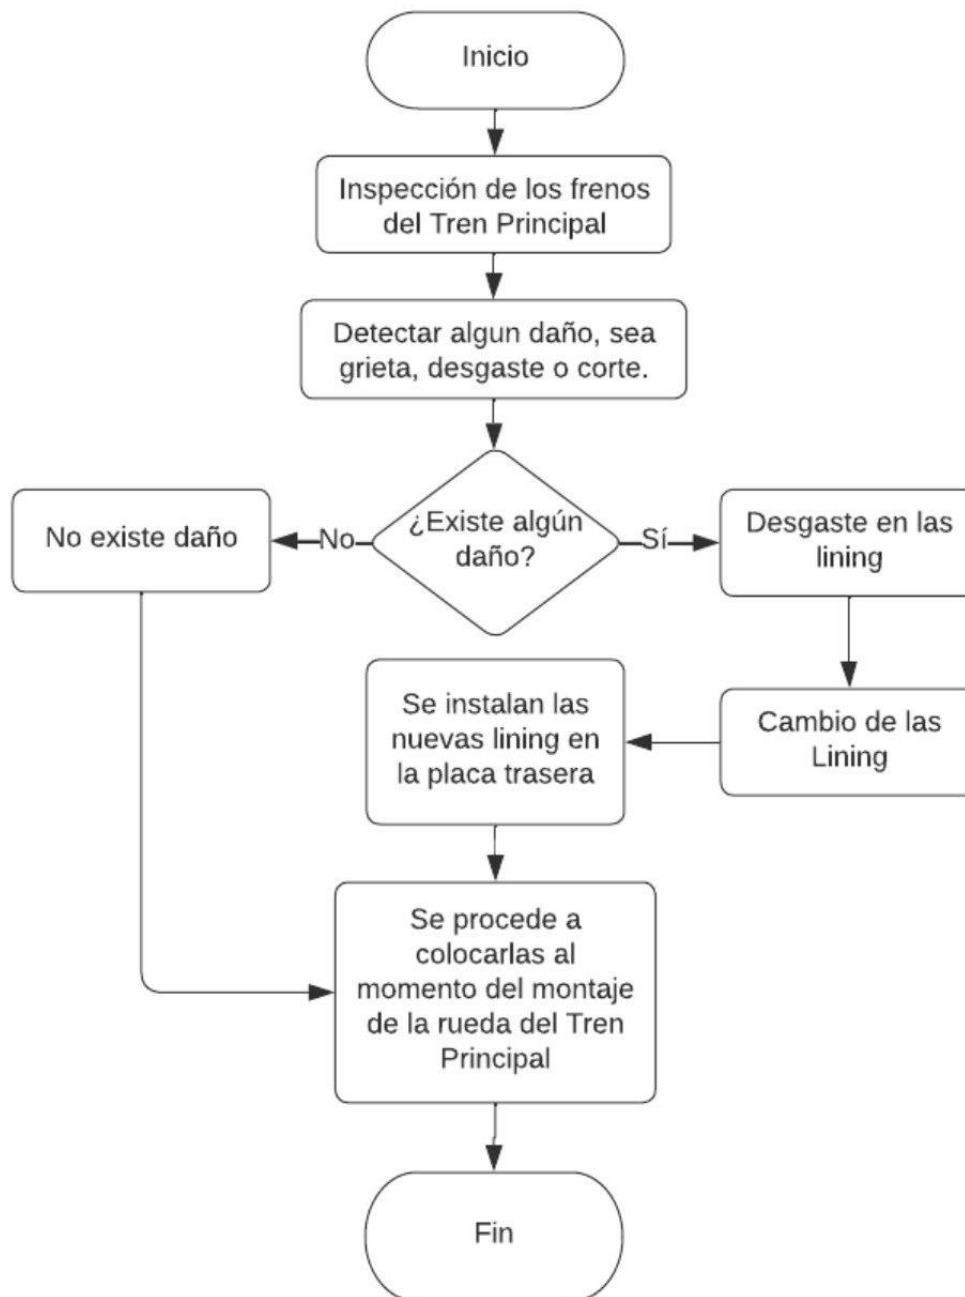 Inicio
Inspección de los frenos
del Tren Principal
Detectar algun daño, sea
grieta, desgaste o corte.
¿Existe algún
daño?
No
No existe daño
Sí
Desgaste en las
lining
Cambio de las
Lining
Se instalan las
nuevas lining en
la placa trasera
Se procede a
colocarlas al
momento del montaje
de la rueda del Tren
Principal
Fin